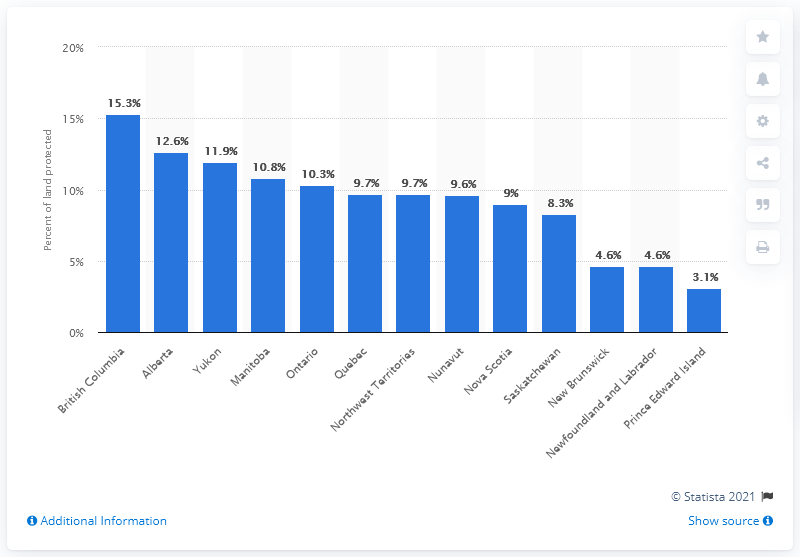 20%
15%
10%
5%
0%
Percent of land protected
15.3%
12.6%
11.9%
10.8%
10.3%
9.7%
9.7%
9.6%
9%
8.3%
4.6%
4.6%
3.1%
British Columbia
Alberta
Yukon
Manitoba
Ontario
Quebec
Northwest Territories
Nunavut
Nova Scotia
Saskatchewan
New Brunswick
Newfoundland and Labrador
Prince Edward Island
© Statista 2021
Additional Information
Show source